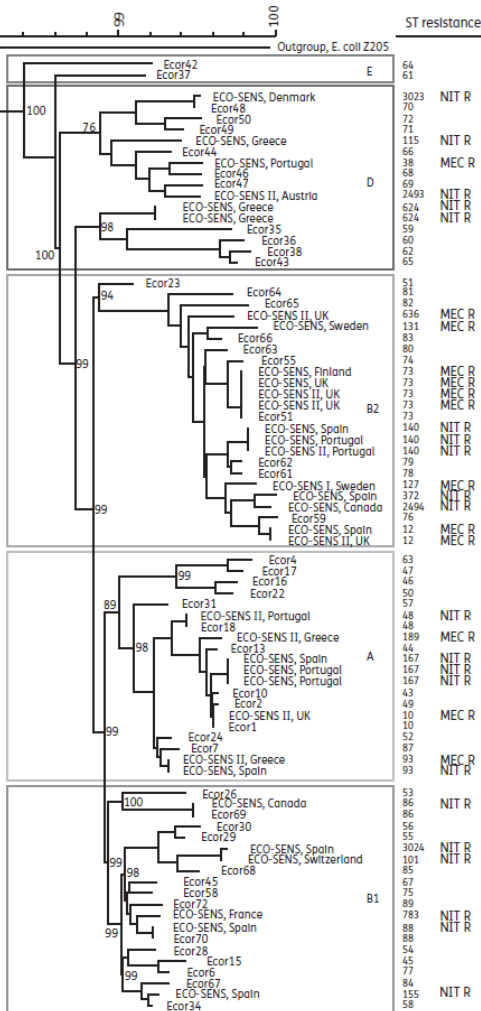 99
100
ST resistance
Outgroup, E. coli Z205
Ecor42 64
Ecor37 E 61
100
ECO-SENS, Denmark 3023 NIT R
Ecor48 70
Ecor50 72
76 Ecor49 71
ECO-SENS, Greece 115 NIT R
Ecor44 66
ECO-SENS, Portugal 38 MEC R
Ecor46 68
Ecor47 D 69
ECO-SENS II, Austria 2493 NIT R
ECO-SENS, Greece 624 NIT R
ECO-SENS, Greece 624 NIT R
98 Ecor35 59
Ecor36 60
Ecor38 62
100 Ecor43 65
Ecor23 51
94 Ecor64 81
Ecor65 82
ECO-SENS II, UK 636 MEC R
ECO-SENS, Sweden 131 MEC R
Ecor66 83
Ecor63 80
99 Ecor55 74
ECO-SENS, Finland 73 MEC R
ECO-SENS, UK 73 MEC R
ECO-SENS II, UK 73 MEC R
ECO-SENS II, UK B2 73 MEC R
Ecor51 73
ECO-SENS, Spain 140 NIT R
ECO-SENS, Portugal 140 NIT R
ECO-SENS II, Portugal 140 NIT R
Ecor62 79
Ecor61 78
ECO-SENS I, Sweden 127 MEC R
ECO-SENS, Spain 372 NIT R
99 ECO-SENS, Canada 2494 NIT R
Ecor59 76
ECO-SENS, Spain 12 MEC R
ECO-SENS II, UK 12 MEC R
Ecor4 63
99 Ecor17 47
Ecor16 46
Ecor22 50
89 Ecor31 57
ECO-SENS II, Portugal 48 NIT R
Ecor18 48
ECO-SENS II, Greece 189 MEC R
98 Ecor13 44
ECO-SENS, Spain A 167 NIT R
ECO-SENS, Portugal 167 NIT R
ECO-SENS, Portugal 167 NIT R
Ecor10 43
Ecor2 49
ECO-SENS II, UK 10 MEC R
Ecor1 10
99 Ecor24 52
Ecor7 87
ECO-SENS II, Greece 93 MEC R
ECO-SENS, Spain 93 NIT R
Ecor26 53
100 ECO-SENS, Canada 86 NIT R
Ecor69 86
Ecor30 56
Ecor29 55
ECO-SENS, Spain 3024 NIT R
99 ECO-SENS, Switzerland 101 NIT R
98 Ecor68 85
Ecor45 67
Ecor58 75
Ecor72 B1 89
ECO-SENS, France 783 NIT R
99 ECO-SENS, Spain 88 NIT R
Ecor70 88
Ecor28 54
Ecor15 45
99 Ecor6 77
Ecor67 84
ECO-SENS, Spain 155 NIT R
Ecor34 58